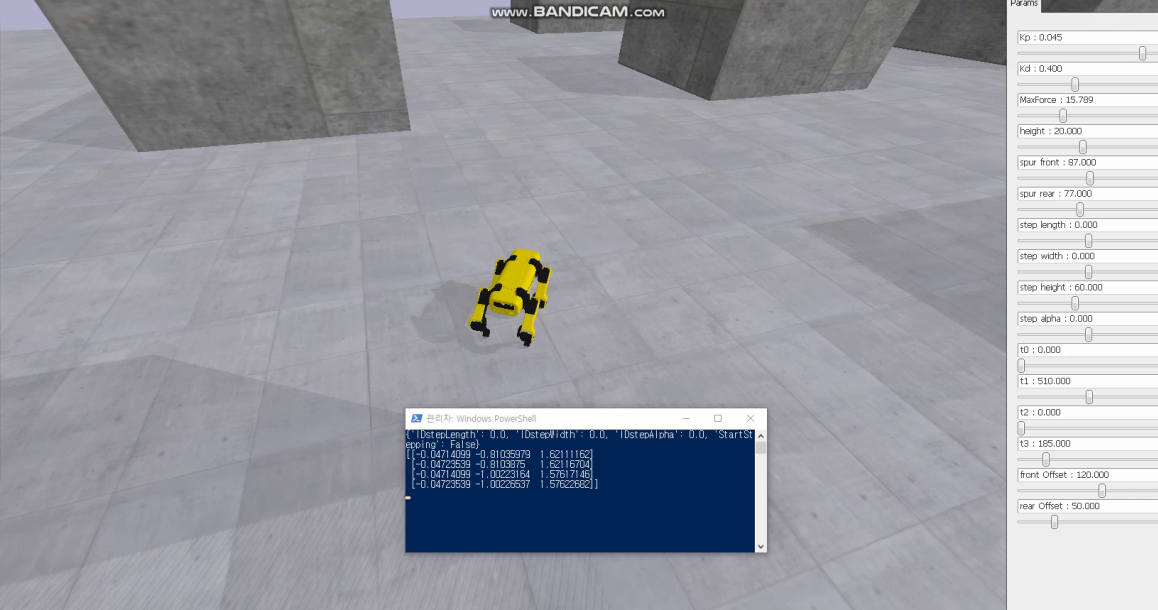 www.BANDICAM.com
Params
Kp : 0.045
Kd : 0.400
MaxForce : 15.789
height : 20.000
spur front : 87.000
spur rear : 77.000
step length : 0.000
step width : 0.000
step height : 60.000
step alpha : 0.000
t0 : 0.000
t1 : 510.000
t2 : 0.000
t3 : 185.000
front Offset : 120.000
rear Offset : 50.000
관리자: Windows PowerShell
{'IDstepLength': 0.0, 'IDstepWidth': 0.0, 'IDstepAlpha': 0.0, 'StartSt
epping': False}
[[-0.04714099 -0.81035979 1.62111162]
[-0.04723539 -0.8103875 1.62116704]
[-0.04714099 -1.00223164 1.57617146]
[-0.04723539 -1.00226537 1.57622682]]